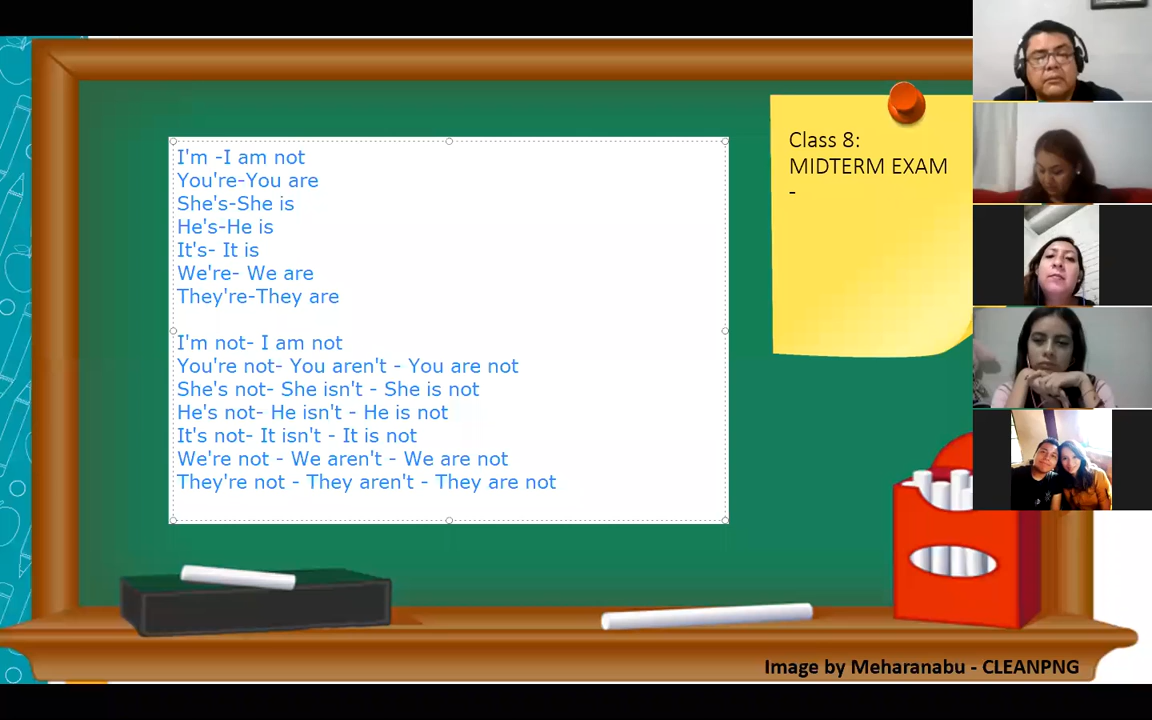 I'm -I am not
You're-You are
She's-She is
He's-He is
It's- It is
We're- We are
They're-They are
I'm not- I am not
You're not- You aren't - You are not
She's not- She isn't - She is not
He's not- He isn't - He is not
It's not- It isn't - It is not
We're not - We aren't - We are not
They're not - They aren't - They are not
Class 8:
MIDTERM EXAM
-
Image by Meharanabu - CLEANPNG